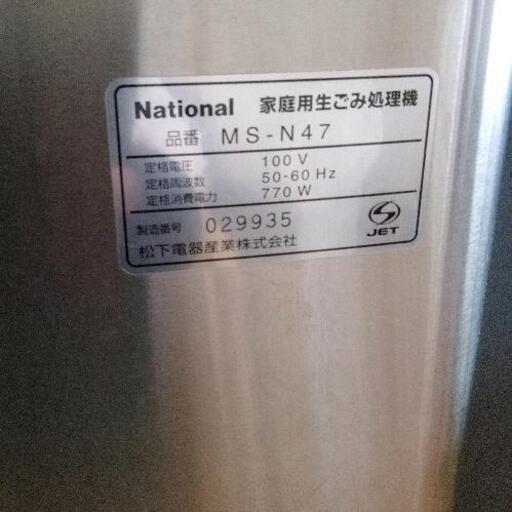 National 家庭用生ごみ処理機
品番 MS-N47
定格電圧 100 V
定格周波数 50-60 Hz
定格消費電力 770 W
製造番号 029935
松下電器産業株式会社
JET